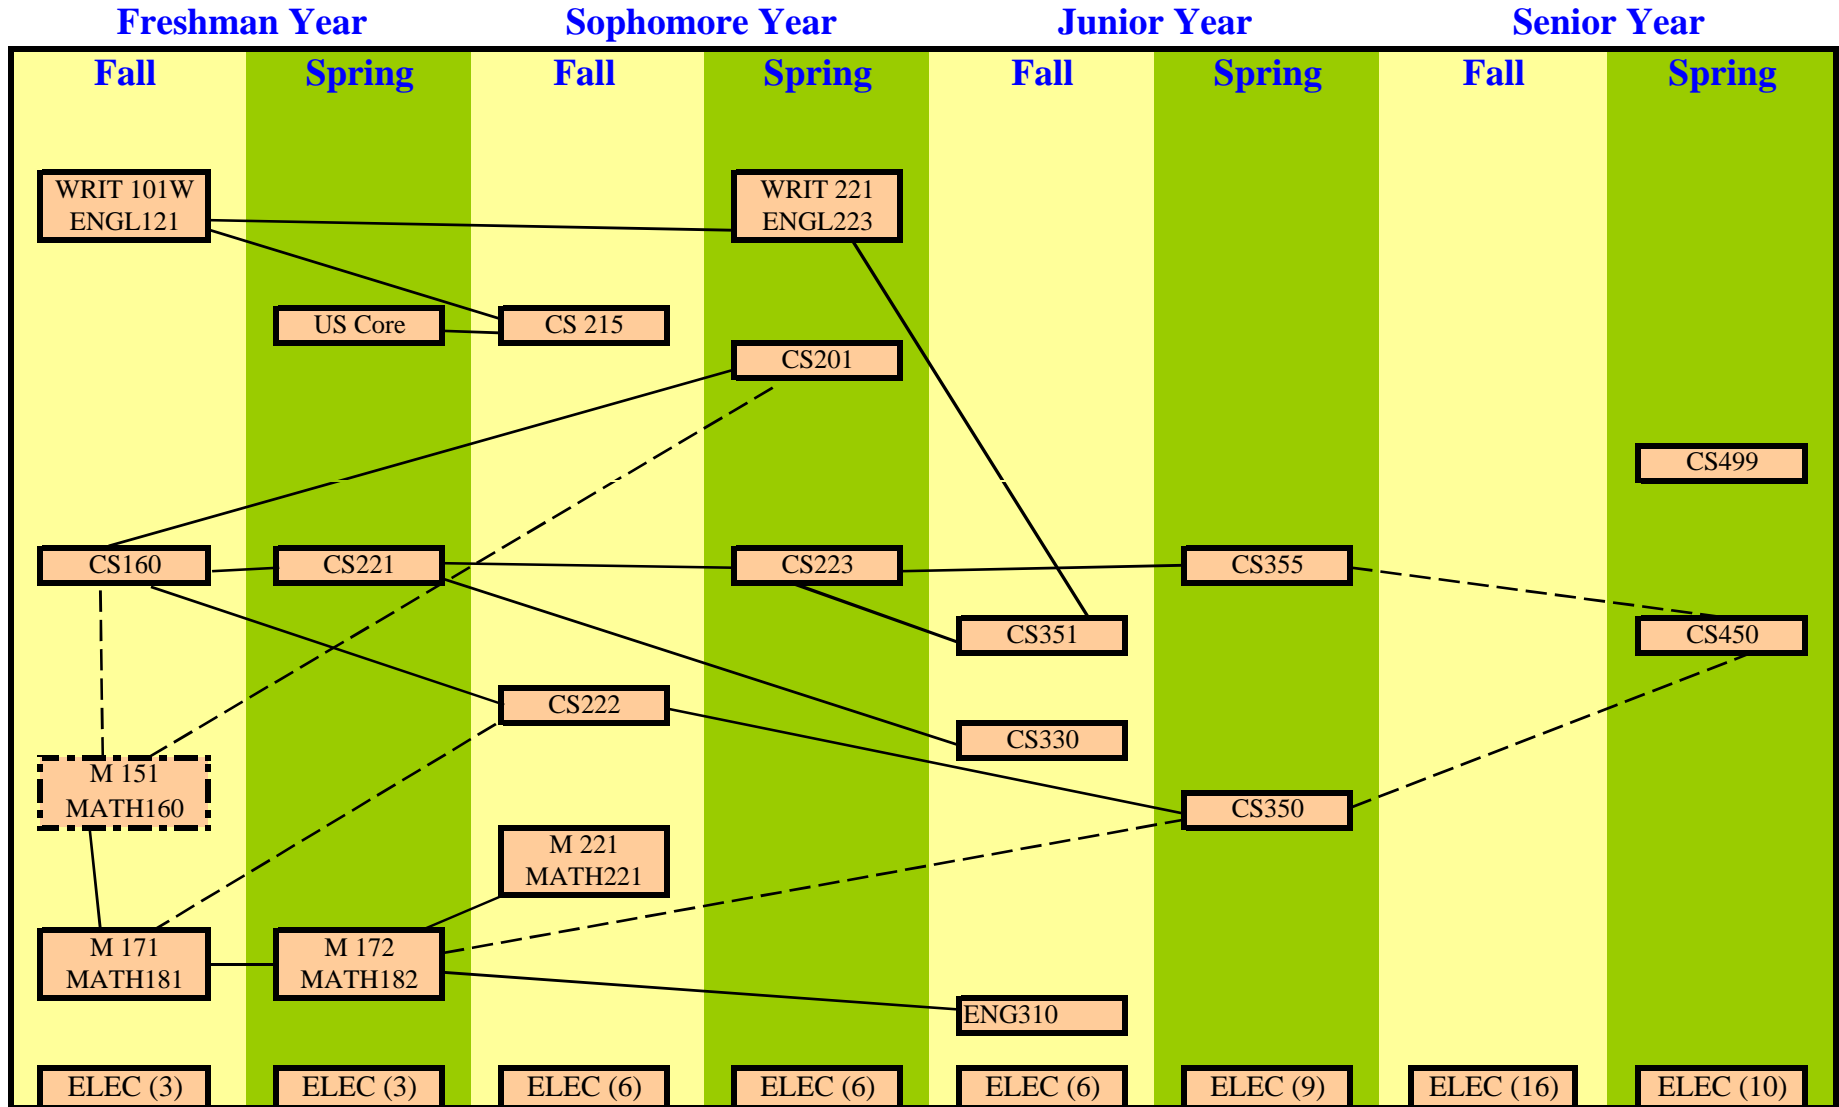 Freshman Year
Sophomore Year
Junior Year
Senior Year
Fall
Spring
Fall
Spring
Fall
Spring
Fall
Spring
WRIT 101W
ENGL121
WRIT 221
ENGL223
US Core
CS 215
CS201
CS499
CS160
CS221
CS223
CS355
CS351
CS450
CS222
CS330
M 151
MATH160
CS350
M 221
MATH221
M 171
MATH181
M 172
MATH182
ENG310
ELEC (3)
ELEC (3)
ELEC (6)
ELEC (6)
ELEC (6)
ELEC (9)
ELEC (16)
ELEC (10)